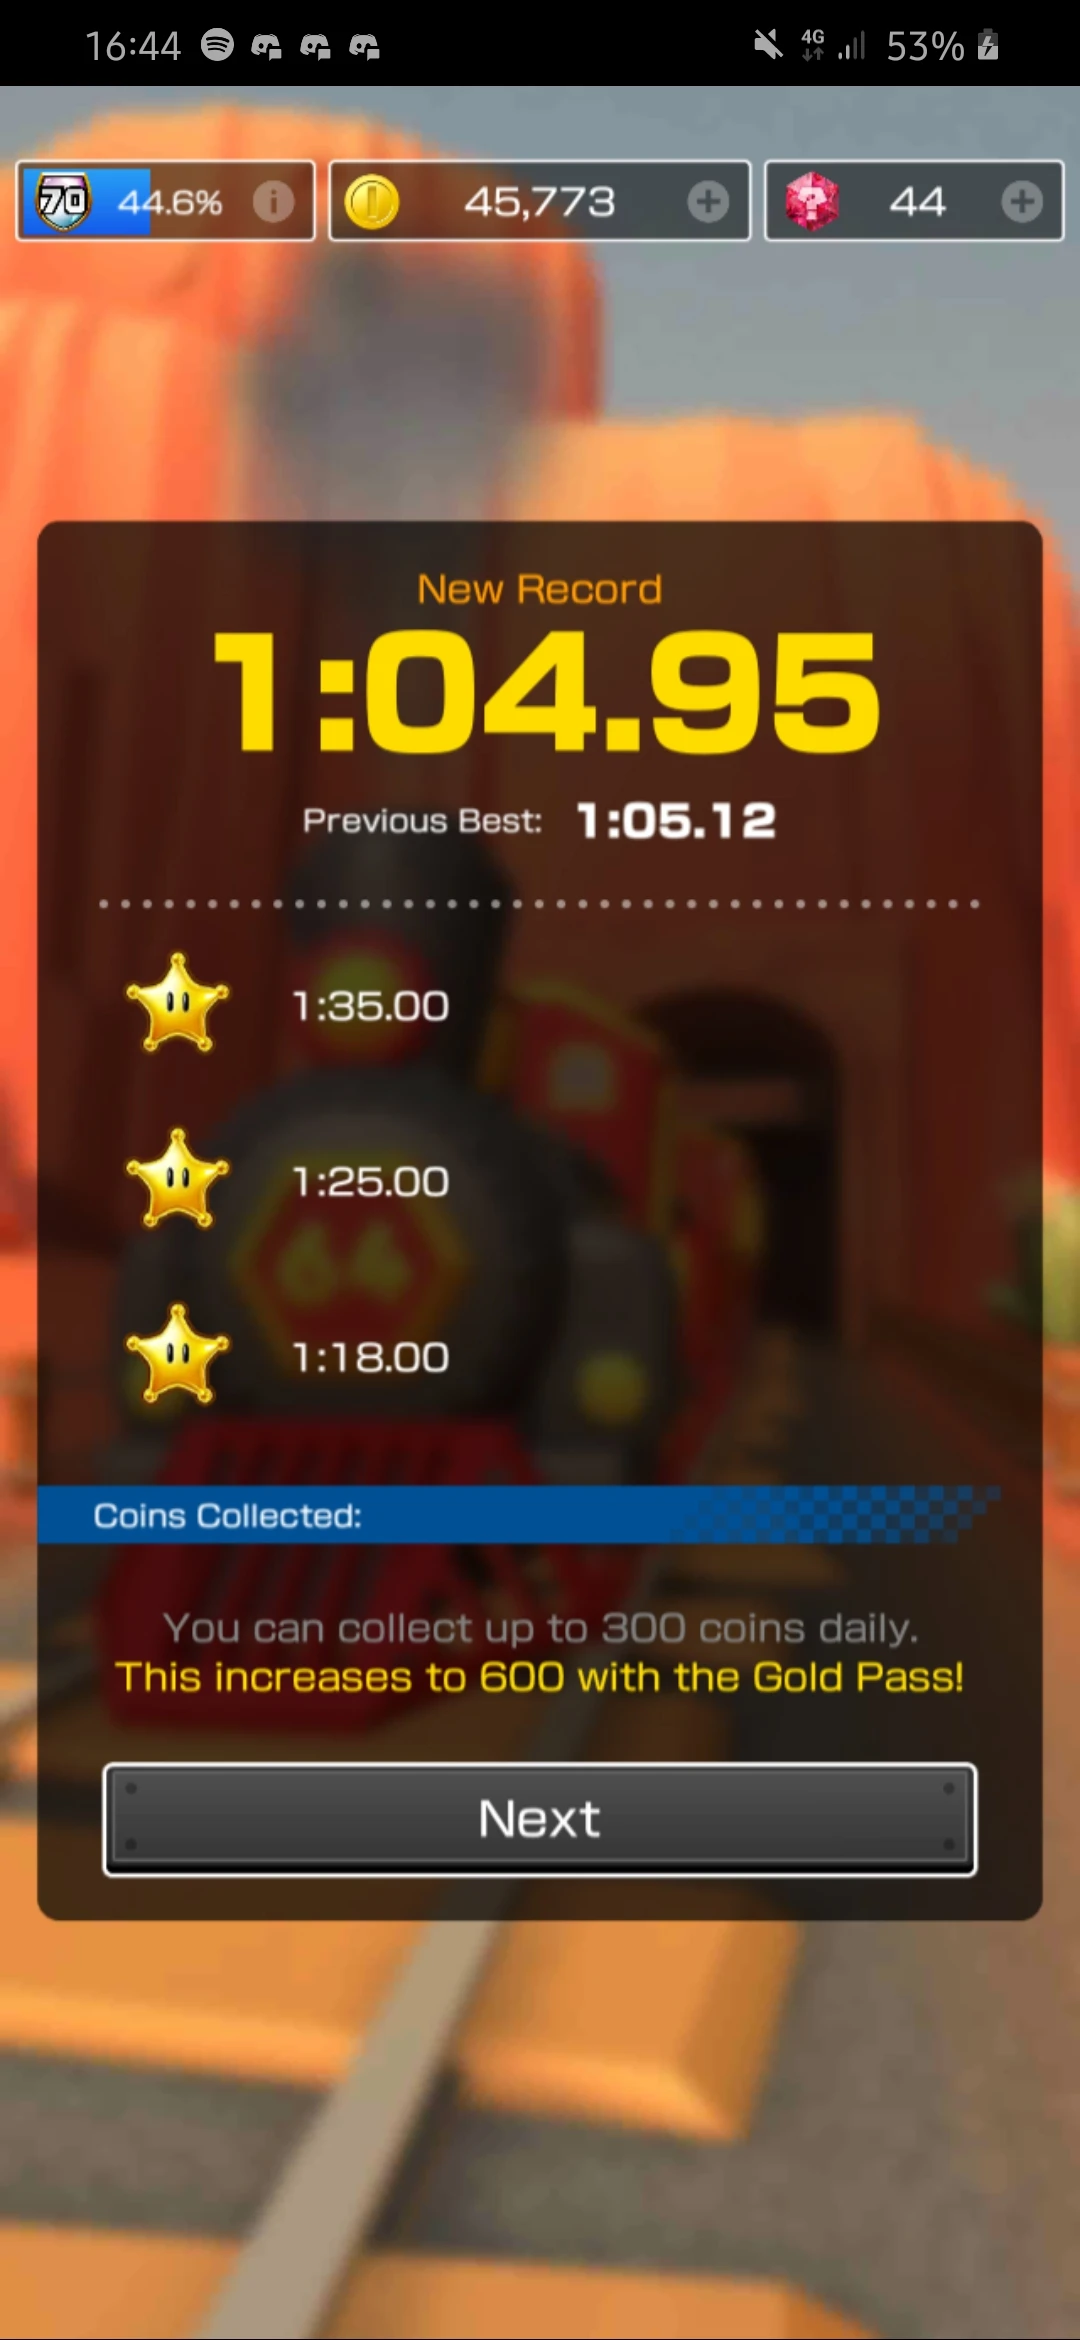 16:44 4G 53%
70 44.6% i 45,773 + 44 +
New Record
1:04.95
Previous Best: 1:05.12
1:35.00
1:25.00
64
1:18.00
Coins Collected:
You can collect up to 300 coins daily.
This increases to 600 with the Gold Pass!
Next